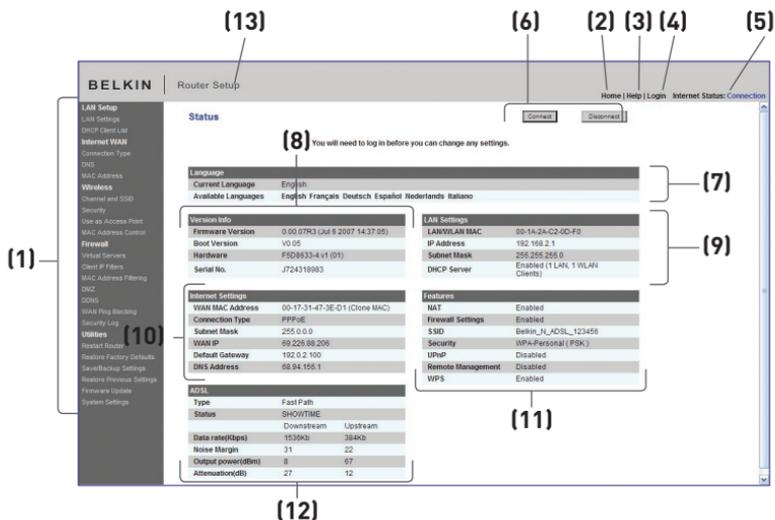 (13) (6) (2) (3) (4) (5)
BELKIN Router Setup
Home | Help | Login Internet Status: Connection
LAN Setup
LAN Settings
DHCP Client List
Internet WAN
Connection Type
DNS
MAC Address
Wireless
Channel and SSID
Security
Use as Access Point
MAC Address Control
Firewall
Virtual Servers
Client IP Filters
MAC Address Filtering
DMZ
DDNS
WAN Ping Blocking
Security Log
Utilities
Restart Router
Restore Factory Defaults
Save/Backup Settings
Restore Previous Settings
Firmware Update
System Settings
(1)
Status
Connect Disconnect
(8)
You will need to log in before you can change any settings.
Language
Current Language English
Available Languages English Français Deutsch Español Nederlands Italiano
(7)
Version Info
Firmware Version 0.00.07R3 (Jul 6 2007 14:37:05)
Boot Version V0.05
Hardware F5D8633-4 v1 (01)
Serial No. J724318983
LAN Settings
LAN/WLAN MAC 00-1A-2A-C2-0D-F0
IP Address 192.168.2.1
Subnet Mask 255.255.255.0
DHCP Server Enabled (1 LAN, 1 WLAN
Clients)
(9)
Internet Settings
WAN MAC Address 00-17-31-47-3E-D1 (Clone MAC)
Connection Type PPPoE
Subnet Mask 255.0.0.0
WAN IP 69.226.88.206
Default Gateway 192.0.2.100
DNS Address 68.94.156.1
(10)
Features
NAT Enabled
Firewall Settings Enabled
SSID Belkin_N_ADSL_123456
Security WPA-Personal ( PSK )
UPnP Disabled
Remote Management Disabled
WPS Enabled
(11)
ADSL
Type Fast Path
Status SHOWTIME
Downstream Upstream
Data rate(Kbps) 1536Kb 384Kb
Noise Margin 31 22
Output power(dBm) 8 67
Attenuation(dB) 27 12
(12)